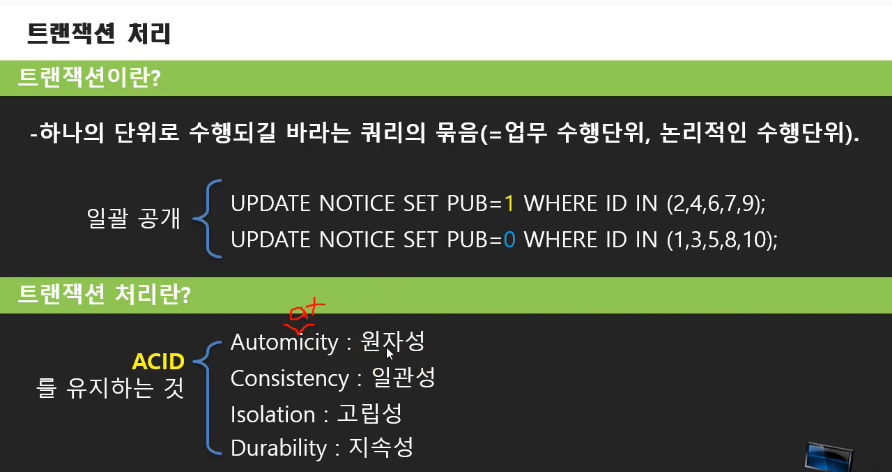 트랜잭션 처리
트랜잭션이란?
-하나의 단위로 수행되길 바라는 쿼리의 묶음(=업무 수행단위, 논리적인 수행단위).
일괄 공개
UPDATE NOTICE SET PUB=1 WHERE ID IN (2,4,6,7,9);
UPDATE NOTICE SET PUB=0 WHERE ID IN (1,3,5,8,10);
트랜잭션 처리란?
ACID
를 유지하는 것
Automicity : 원자성
Consistency : 일관성
Isolation : 고립성
Durability : 지속성